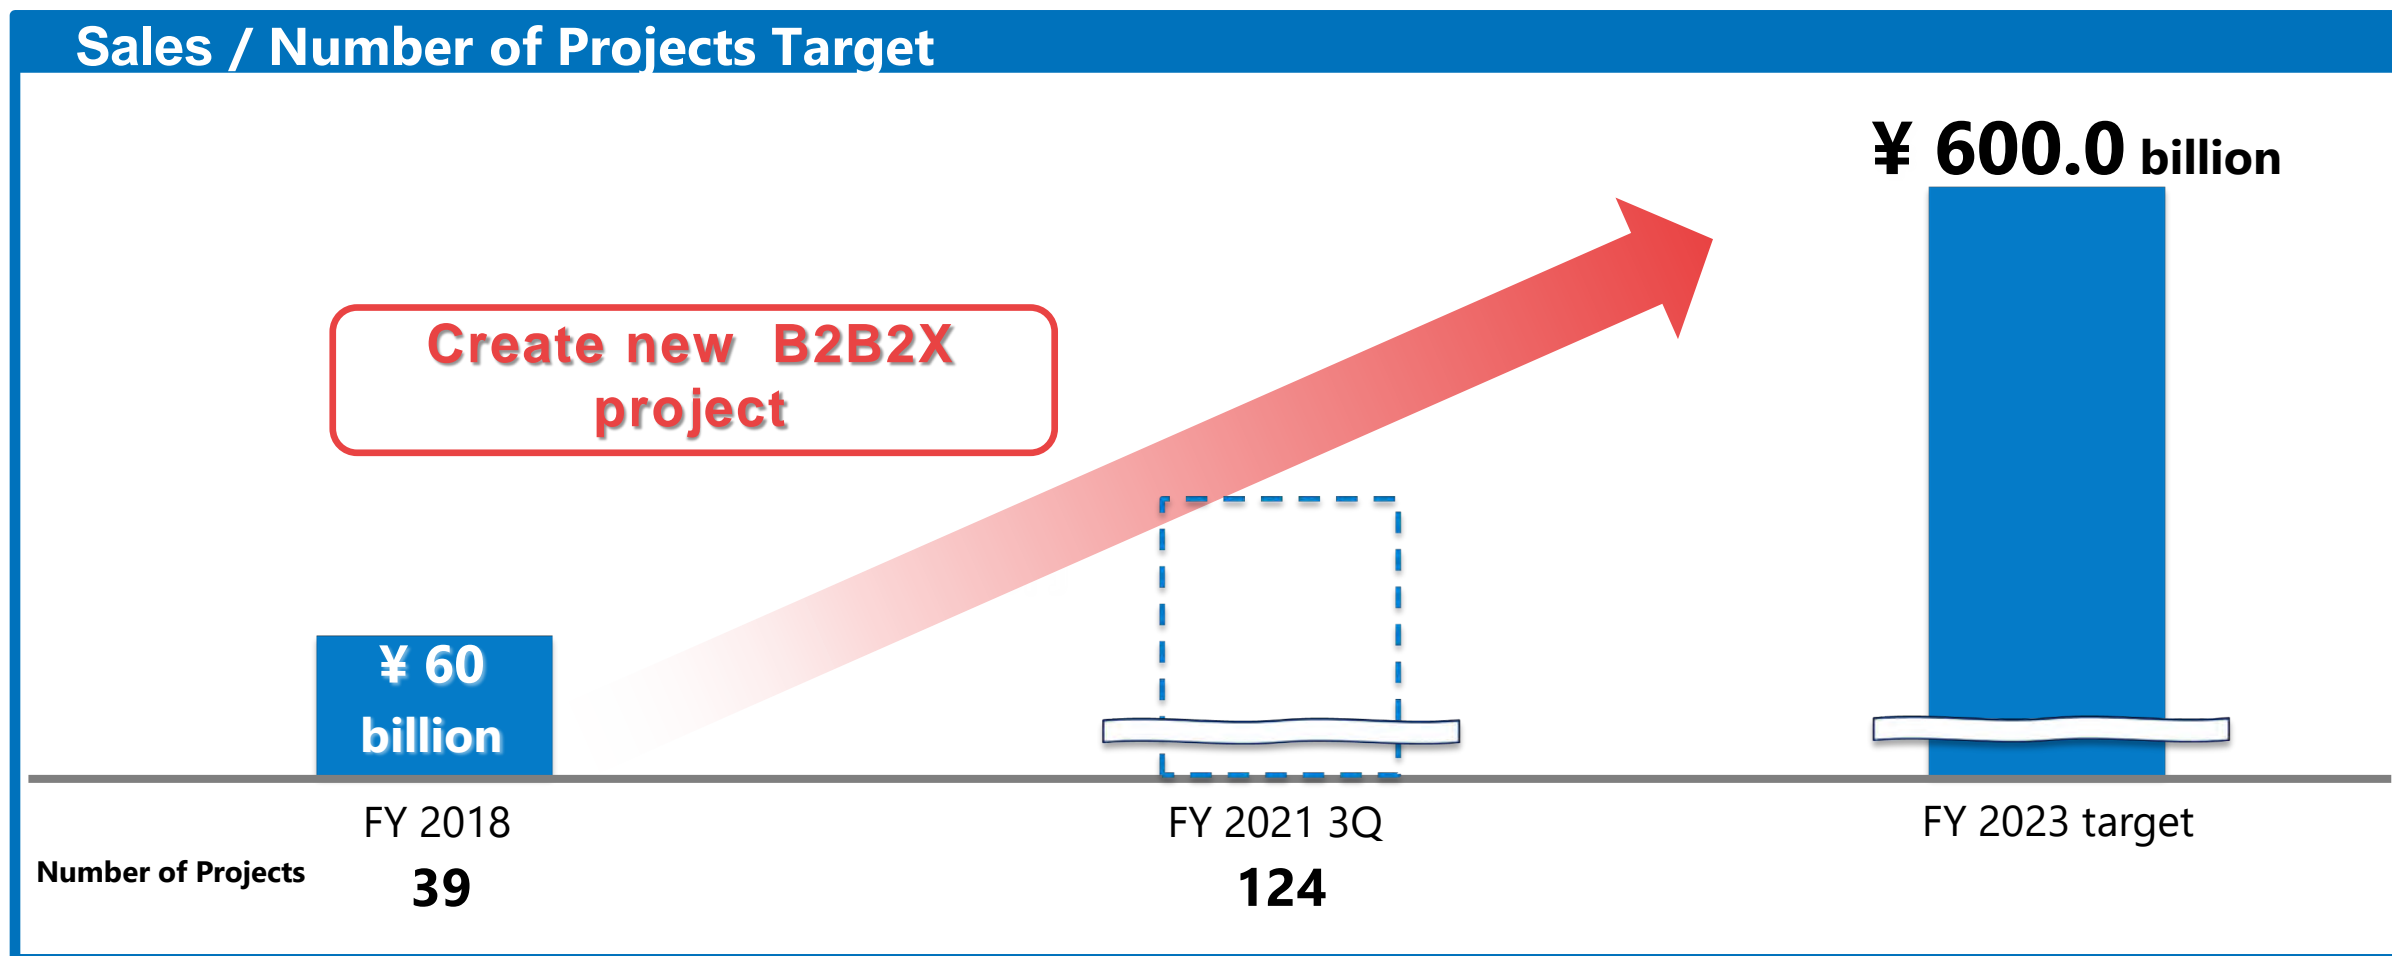 Sales / Number of Projects Target
¥ 600.0 billion
Create new B2B2X
project
¥ 60
billion
FY 2018
FY 2021 3Q
FY 2023 target
Number of Projects
39
124